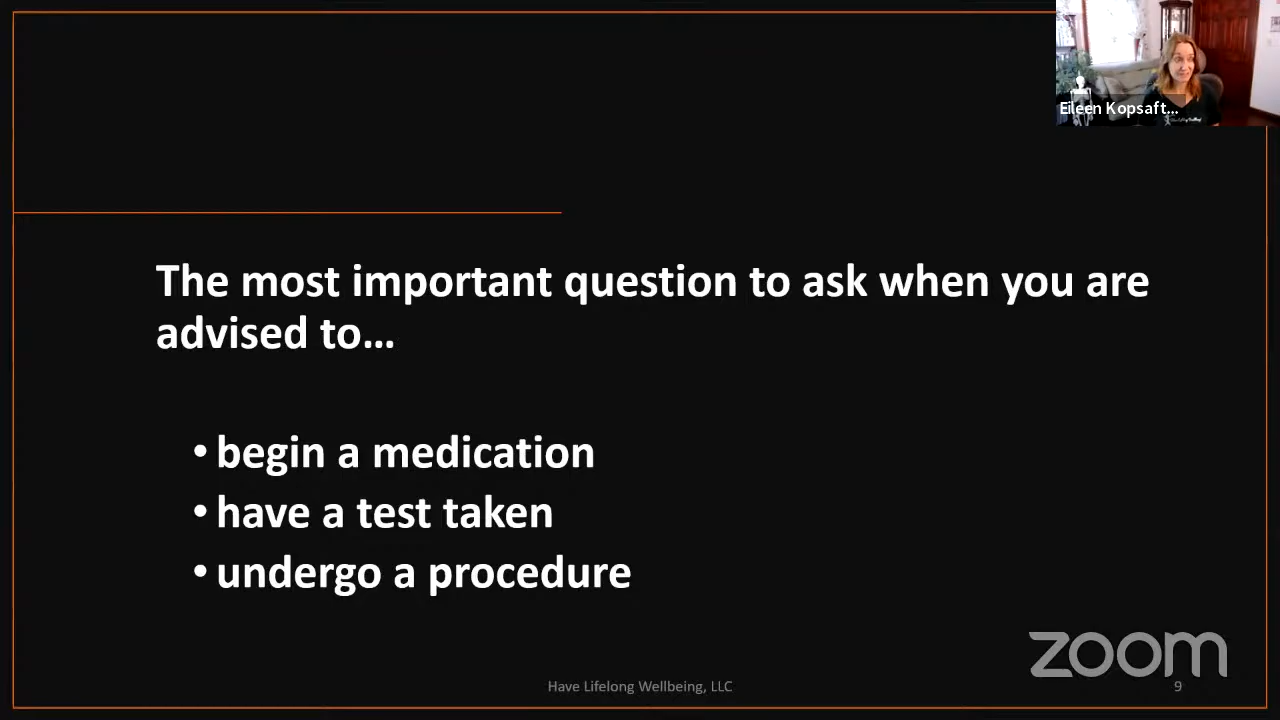 Eileen Kopsaft...
The most important question to ask when you are
advised to...
• begin a medication
• have a test taken
• undergo a procedure
zoom
Have Lifelong Wellbeing, LLC
9